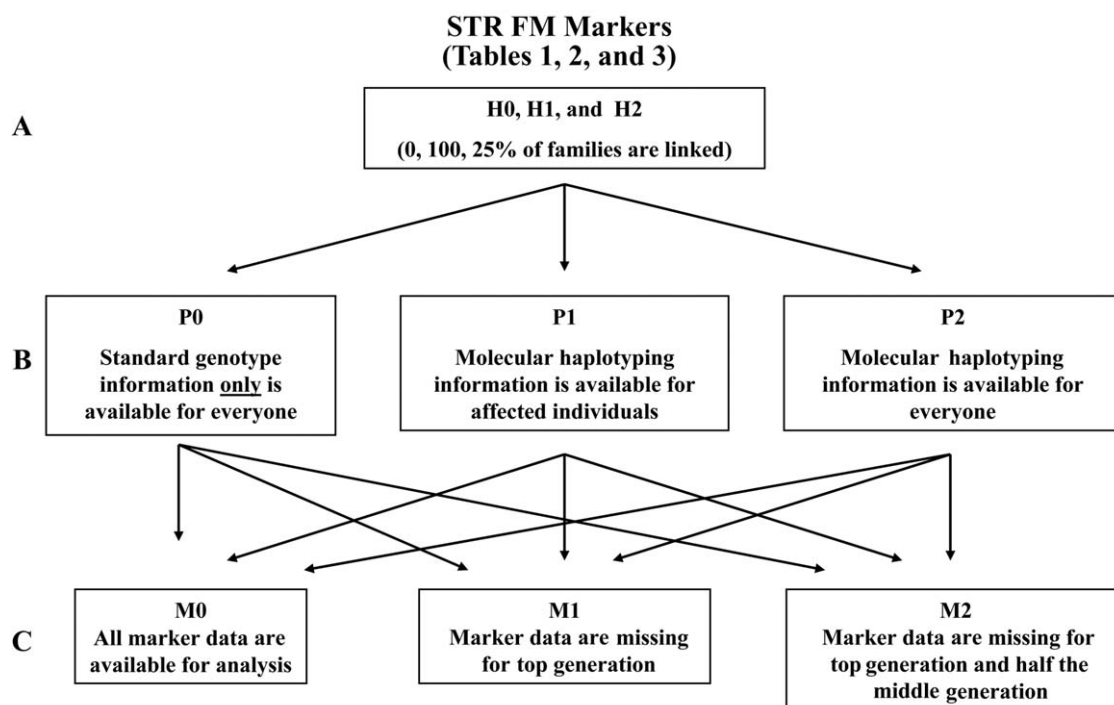 STR FM Markers
(Tables 1, 2, and 3)
A
H0, H1, and H2
(0, 100, 25% of families are linked)
B
P0
Standard genotype
information only is
available for everyone
P1
Molecular haplotyping
information is available for
affected individuals
P2
Molecular haplotyping
information is available for
everyone
C
M0
All marker data are
available for analysis
M1
Marker data are missing
for top generation
M2
Marker data are missing for
top generation and half the
middle generation